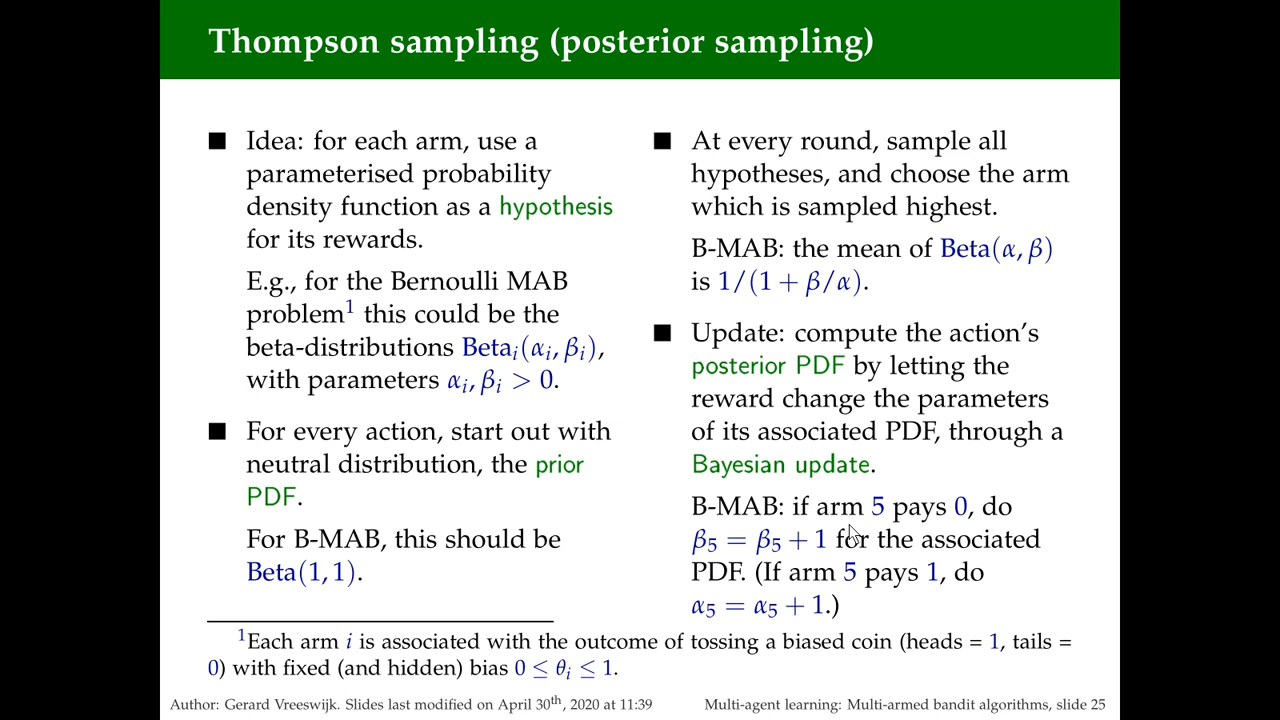 Thompson sampling (posterior sampling)
■ Idea: for each arm, use a
parameterised probability
density function as a hypothesis
for its rewards.
E.g., for the Bernoulli MAB
problem¹ this could be the
beta-distributions Betaᵢ(αᵢ, βᵢ),
with parameters αᵢ, βᵢ > 0.
■ For every action, start out with
neutral distribution, the prior
PDF.
For B-MAB, this should be
Beta(1, 1).
■ At every round, sample all
hypotheses, and choose the arm
which is sampled highest.
B-MAB: the mean of Beta(α, β)
is 1/(1 + β/α).
■ Update: compute the action's
posterior PDF by letting the
reward change the parameters
of its associated PDF, through a
Bayesian update.
B-MAB: if arm 5 pays 0, do
β₅ = β₅ + 1 for the associated
PDF. (If arm 5 pays 1, do
α₅ = α₅ + 1.)
¹Each arm i is associated with the outcome of tossing a biased coin (heads = 1, tails =
0) with fixed (and hidden) bias 0 ≤ θᵢ ≤ 1.
Author: Gerard Vreeswijk. Slides last modified on April 30ᵗʰ, 2020 at 11:39
Multi-agent learning: Multi-armed bandit algorithms, slide 25